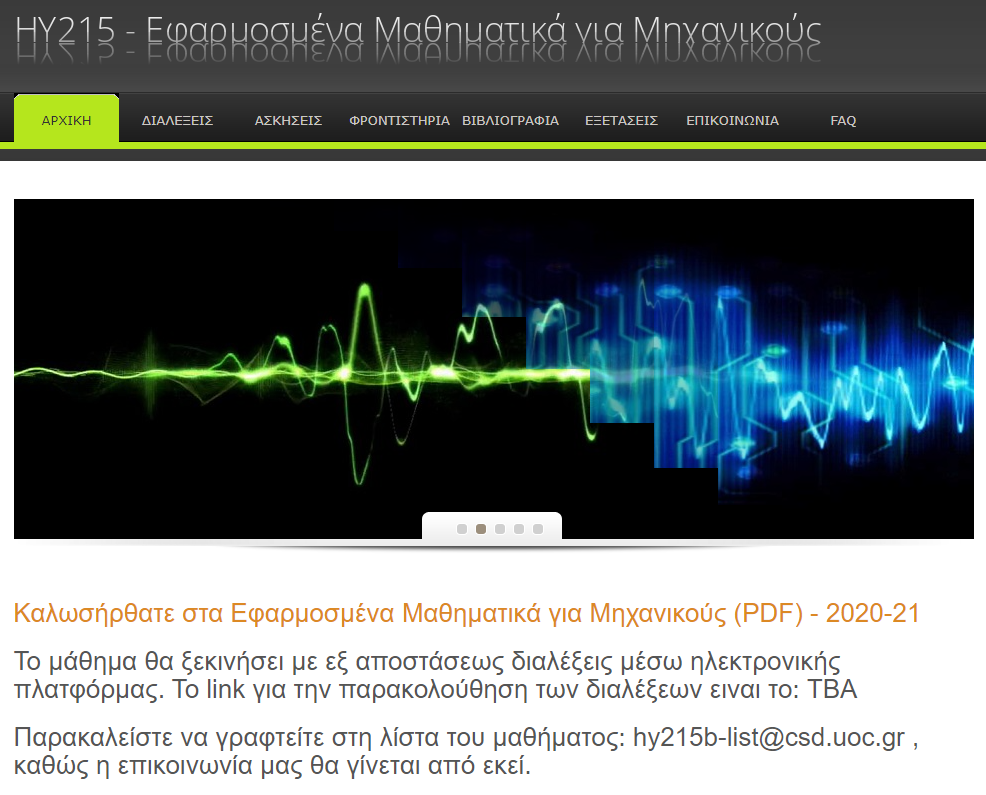 ΗΥ215 - Εφαρμοσμένα Μαθηματικά για Μηχανικούς
ΑΡΧΙΚΗ ΔΙΑΛΕΞΕΙΣ ΑΣΚΗΣΕΙΣ ΦΡΟΝΤΙΣΤΗΡΙΑ ΒΙΒΛΙΟΓΡΑΦΙΑ ΕΞΕΤΑΣΕΙΣ ΕΠΙΚΟΙΝΩΝΙΑ FAQ
Καλωσήρθατε στα Εφαρμοσμένα Μαθηματικά για Μηχανικούς (PDF) - 2020-21
Το μάθημα θα ξεκινήσει με εξ αποστάσεως διαλέξεις μέσω ηλεκτρονικής
πλατφόρμας. Το link για την παρακολούθηση των διαλέξεων ειναι το: TBA
Παρακαλείστε να γραφτείτε στη λίστα του μαθήματος: hy215b-list@csd.uoc.gr ,
καθώς η επικοινωνία μας θα γίνεται από εκεί.